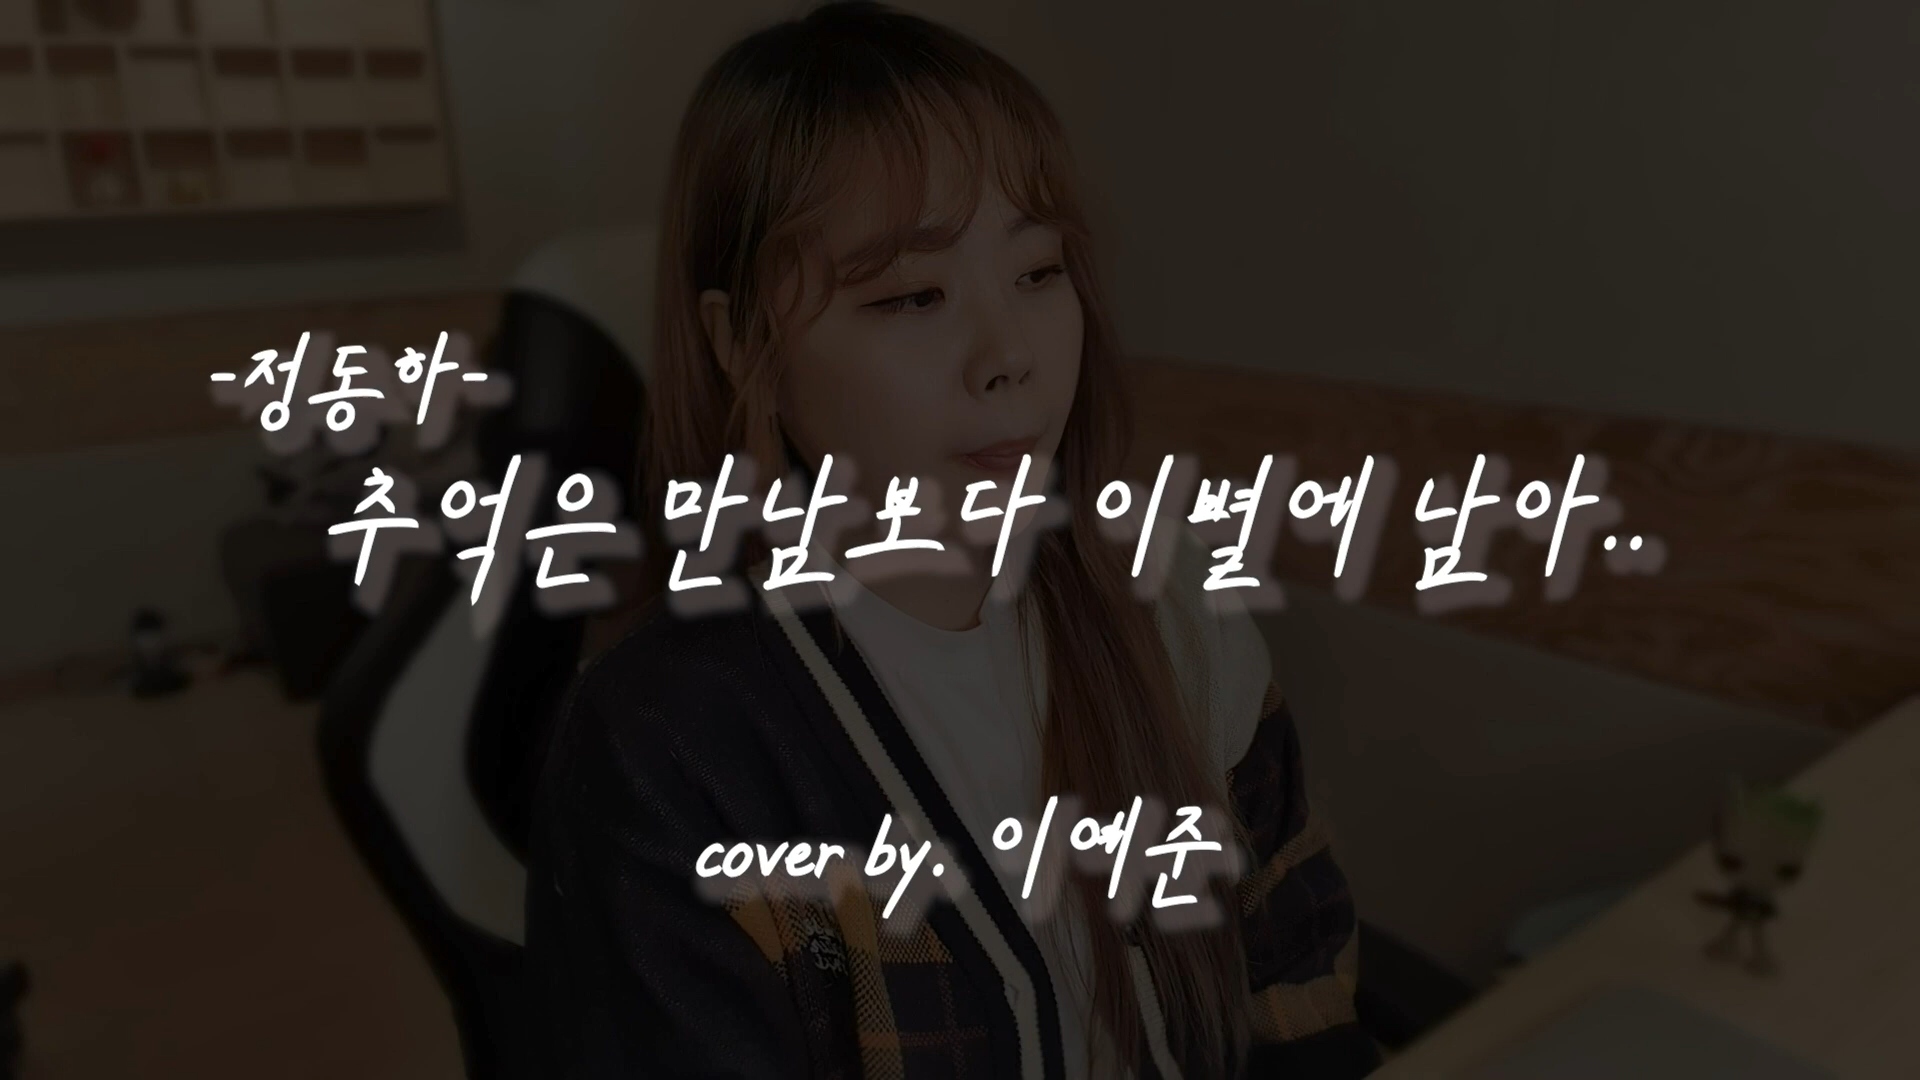 -정동하-
추억은 만남보다 이별에 남아..
cover by. 이예준